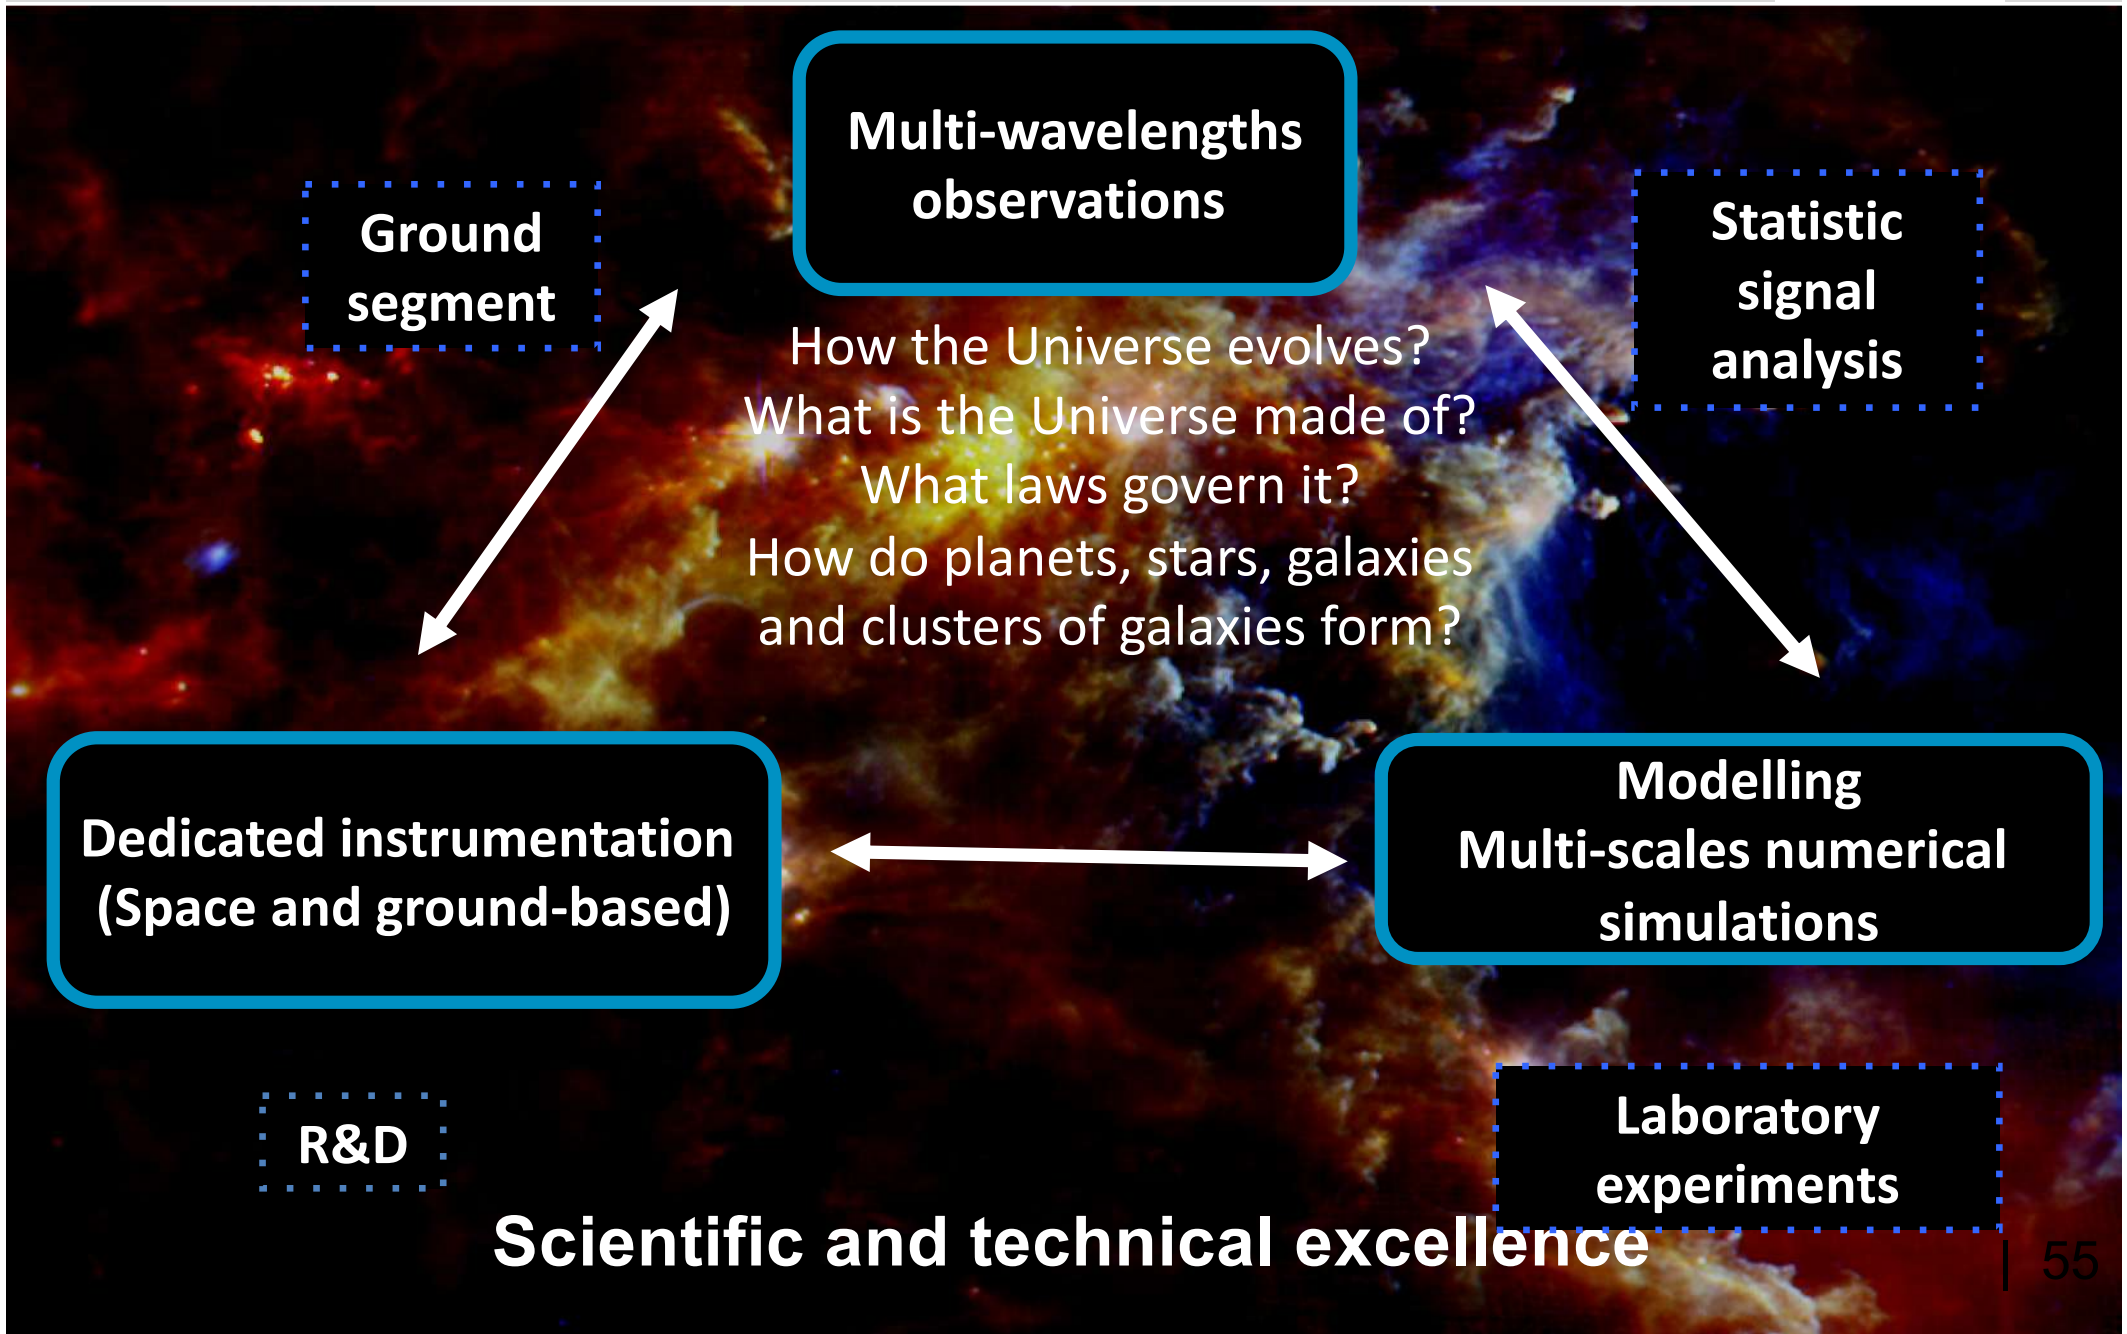 Multi-wavelengths
observations
Ground
segment
Statistic
signal
analysis
How the Universe evolves?
What is the Universe made of?
What laws govern it?
How do planets, stars, galaxies
and clusters of galaxies form?
Dedicated instrumentation
(Space and ground-based)
Modelling
Multi-scales numerical
simulations
R&D
Laboratory
experiments
Scientific and technical excellence
| 55